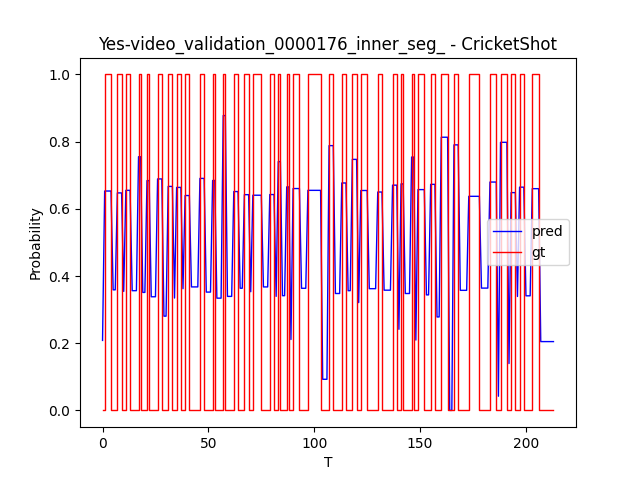 Yes-video_validation_0000176_inner_seg_ - CricketShot
1.0
0.8
0.6
0.4
0.2
0.0
Probability
pred
gt
0 50 100 150 200
T